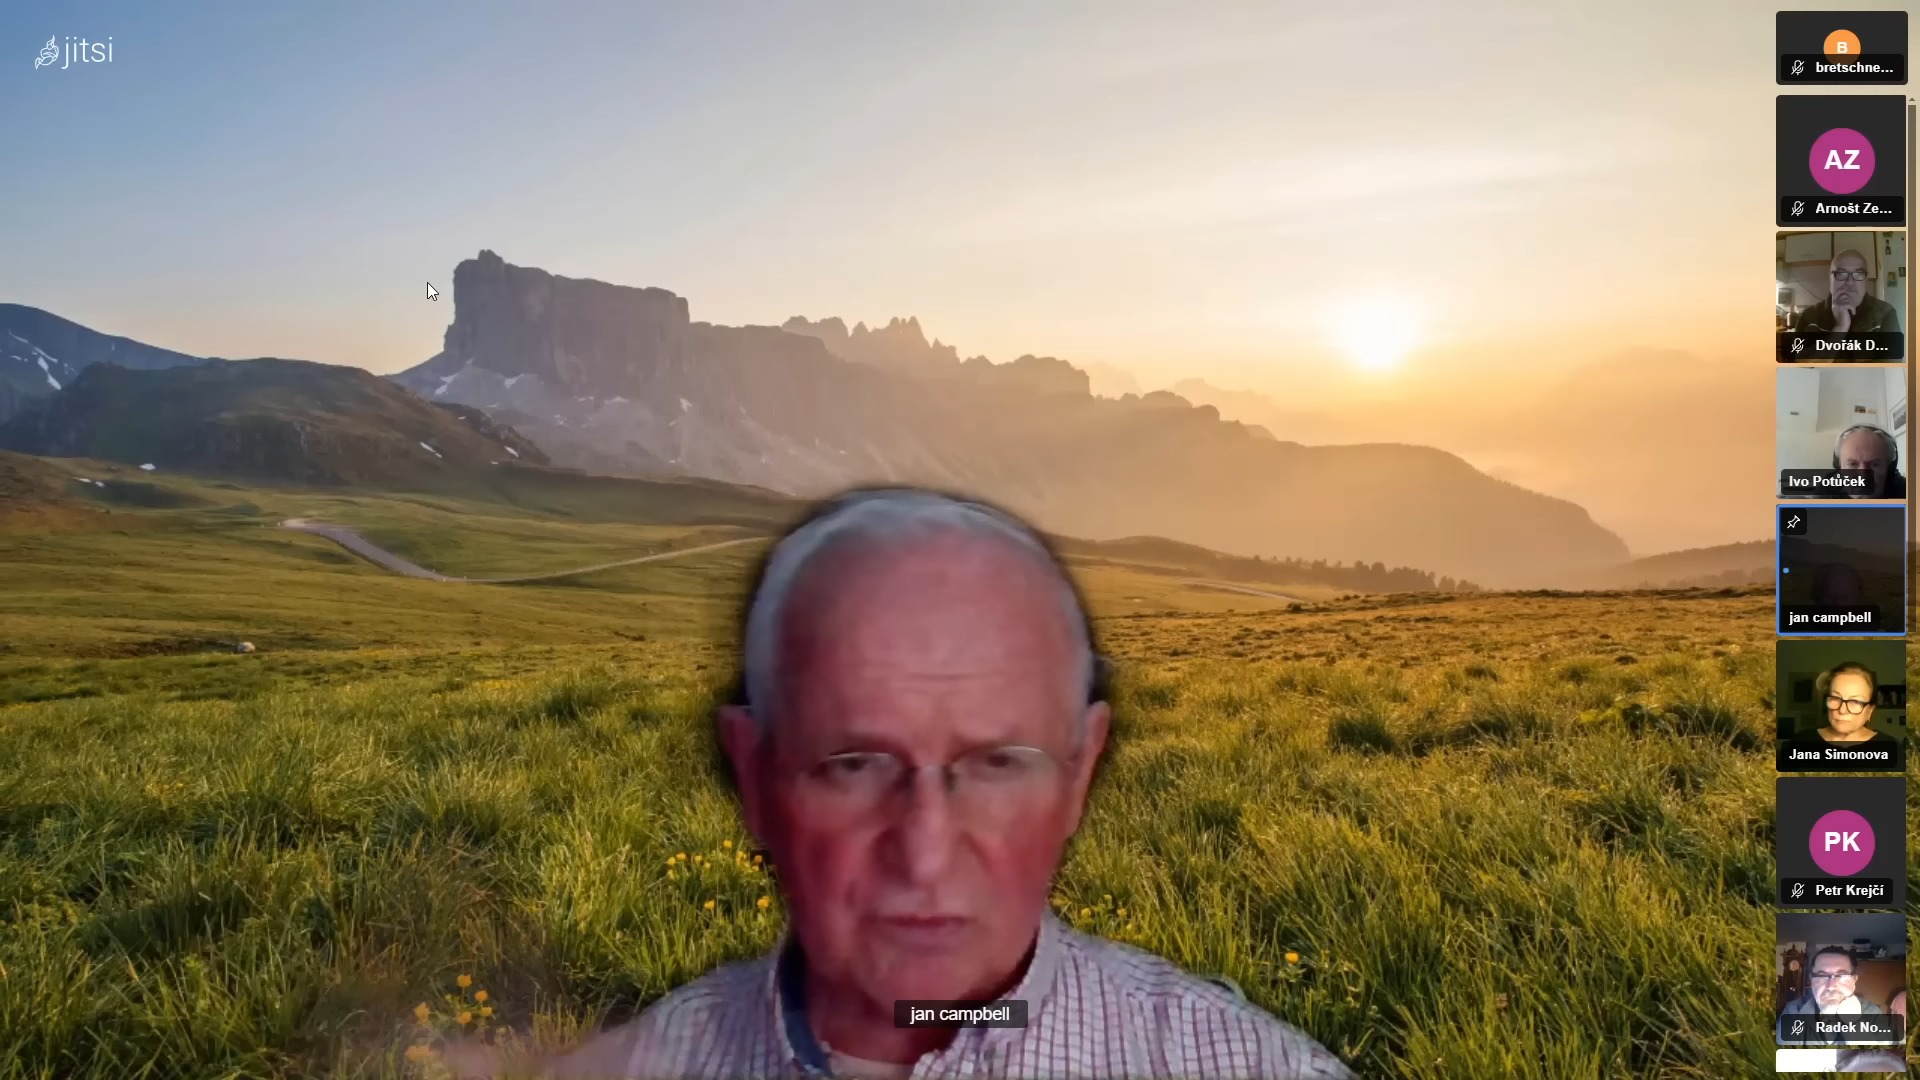 jitsi
B
bretschne...
AZ
Arnošt Ze...
Dvořák D...
Ivo Potůček
jan campbell
Jana Simonova
PK
Petr Krejčí
Radek No...
jan campbell